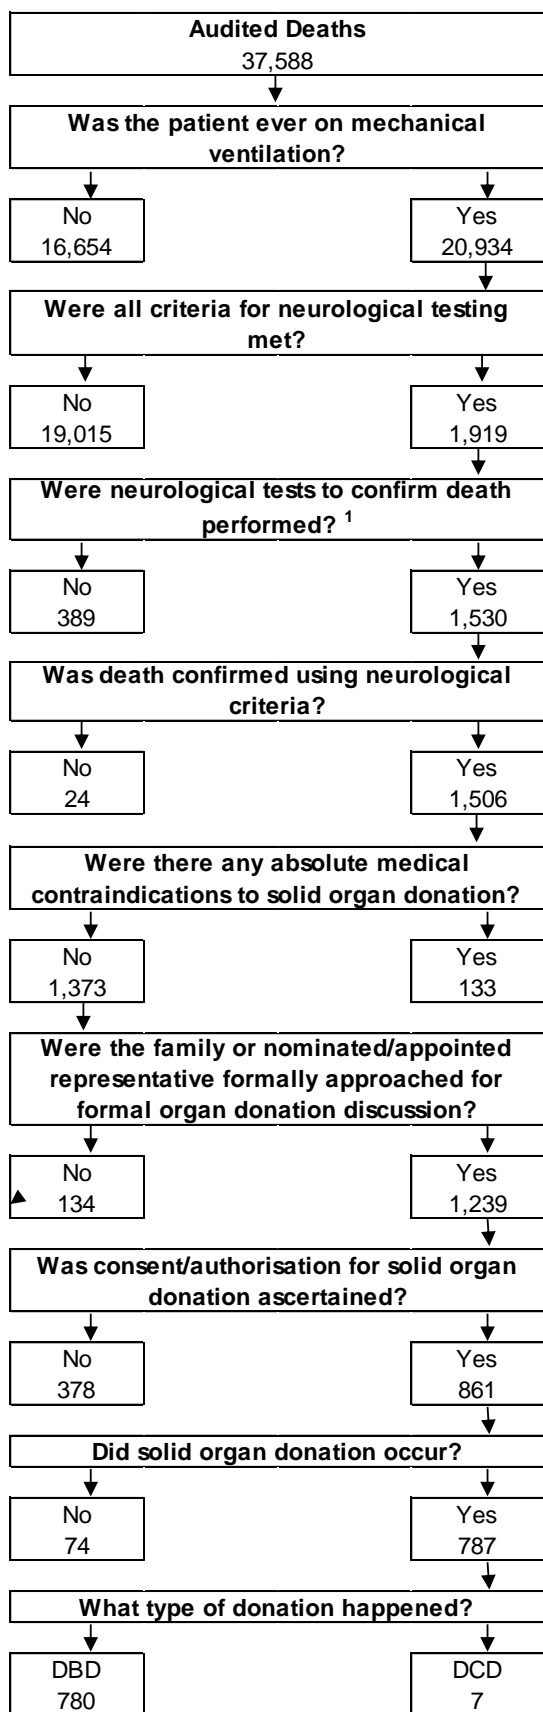 Audited Deaths
37,588
Was the patient ever on mechanical
ventilation?
No
16,654
Yes
20,934
Were all criteria for neurological testing
met?
No
19,015
Yes
1,919
Were neurological tests to confirm death
performed? 1
No
389
Yes
1,530
Was death confirmed using neurological
criteria?
No
24
Yes
1,506
Were there any absolute medical
contraindications to solid organ donation?
No
1,373
Yes
133
Were the family or nominated/appointed
representative formally approached for
formal organ donation discussion?
No
134
Yes
1,239
Was consent/authorisation for solid organ
donation ascertained?
No
378
Yes
861
Did solid organ donation occur?
No
74
Yes
787
What type of donation happened?
DBD
780
DCD
7